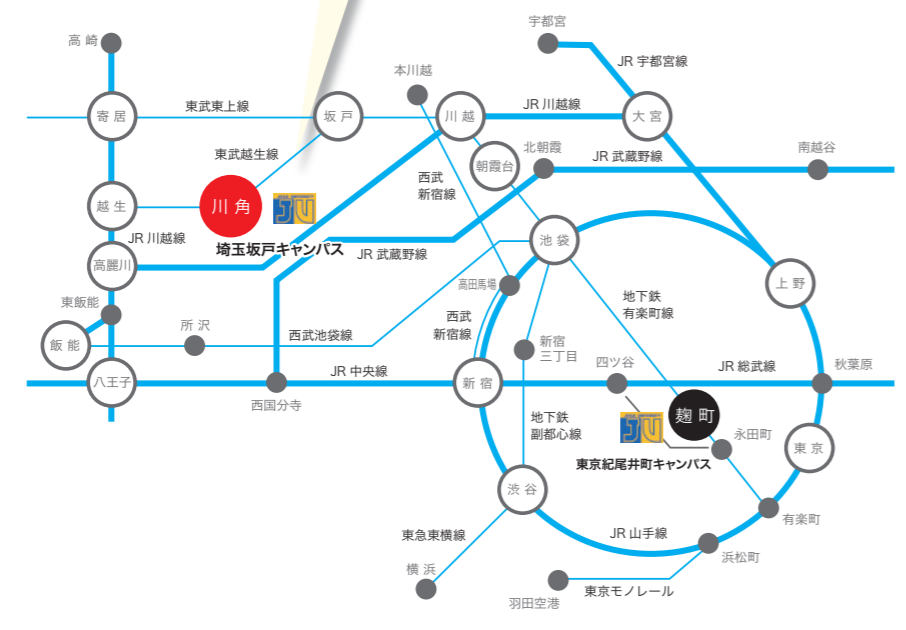 宇都宮
高 崎
JR 宇都宮線
本川越
東武東上線
JR 川越線
寄 居
坂 戸
川 越
大 宮
東武越生線
朝霞台
北朝霞
JR 武蔵野線
南越谷
西武
新宿線
越 生
川 角
JU
JR 川越線
埼玉坂戸キャンパス
JR 武蔵野線
池 袋
高麗川
高田馬場
上 野
東飯能
地下鉄
有楽町線
所 沢
西武池袋線
西武
新宿線
飯 能
新宿
三丁目
四ツ谷
JR 総武線
秋葉原
JR 中央線
八王子
新 宿
西国分寺
地下鉄
副都心線
JU
麹 町
永田町
東 京
東京紀尾井町キャンパス
渋 谷
有楽町
東急東横線
JR 山手線
浜松町
横 浜
東京モノレール
羽田空港